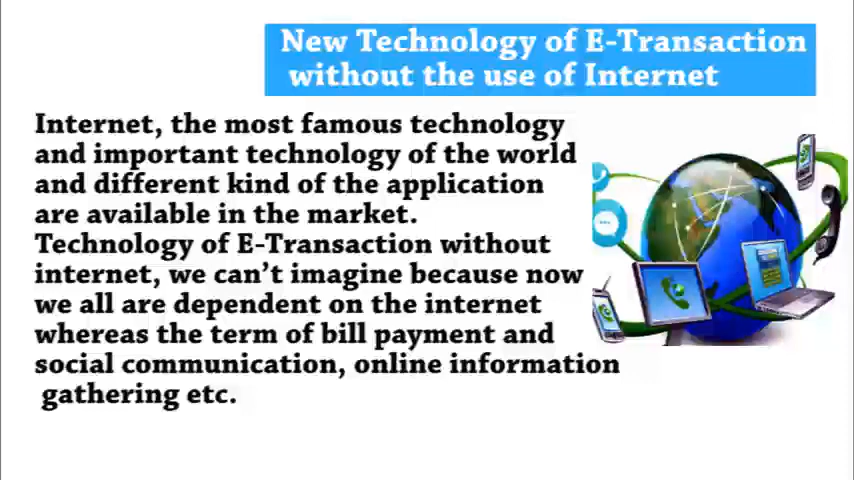 New Technology of E-Transaction
without the use of Internet
Internet, the most famous technology
and important technology of the world
and different kind of the application
are available in the market.
Technology of E-Transaction without
internet, we can't imagine because now
we all are dependent on the internet
whereas the term of bill payment and
social communication, online information
gathering etc.